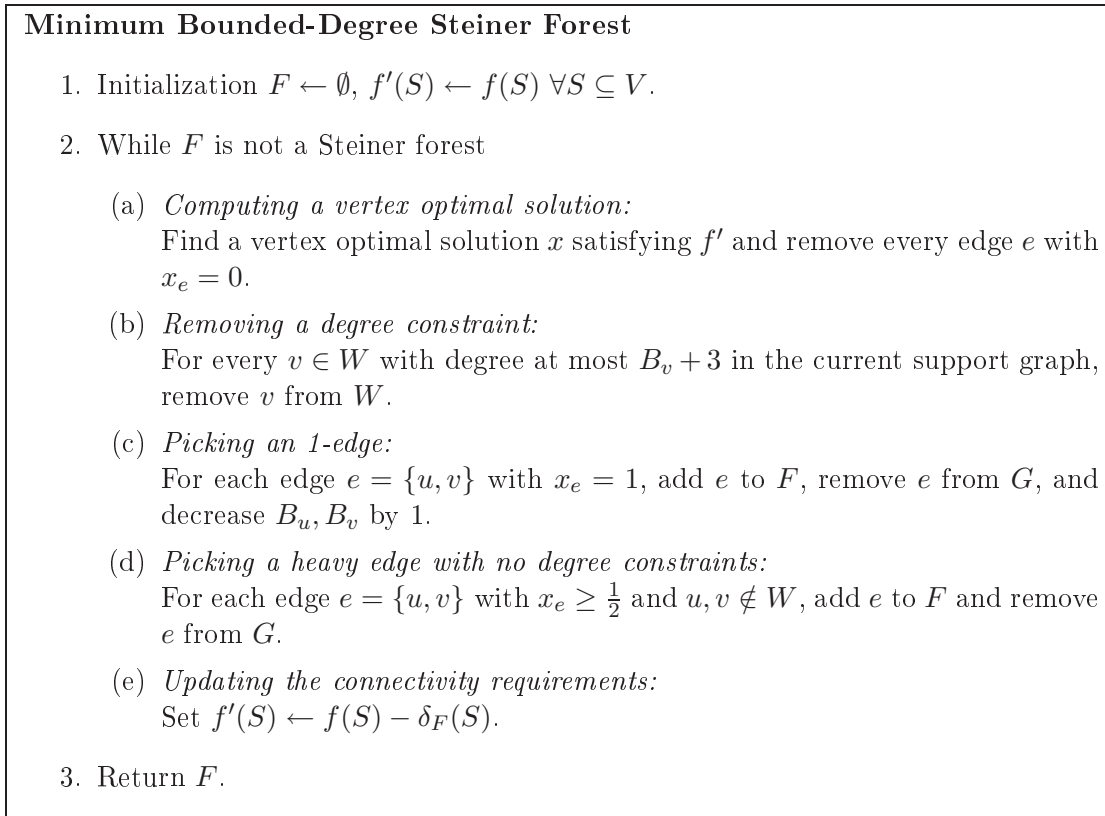 Minimum Bounded-Degree Steiner Forest
1. Initialization F ← ∅, f′(S) ← f(S) ∀S ⊆ V.
2. While F is not a Steiner forest
(a) Computing a vertex optimal solution:
Find a vertex optimal solution x satisfying f′ and remove every edge e with
x_e = 0.
(b) Removing a degree constraint:
For every v ∈ W with degree at most B_v + 3 in the current support graph,
remove v from W.
(c) Picking an 1-edge:
For each edge e = {u, v} with x_e = 1, add e to F, remove e from G, and
decrease B_u, B_v by 1.
(d) Picking a heavy edge with no degree constraints:
For each edge e = {u, v} with x_e ≥ 1/2 and u, v ∉ W, add e to F and remove
e from G.
(e) Updating the connectivity requirements:
Set f′(S) ← f(S) − δ_F(S).
3. Return F.